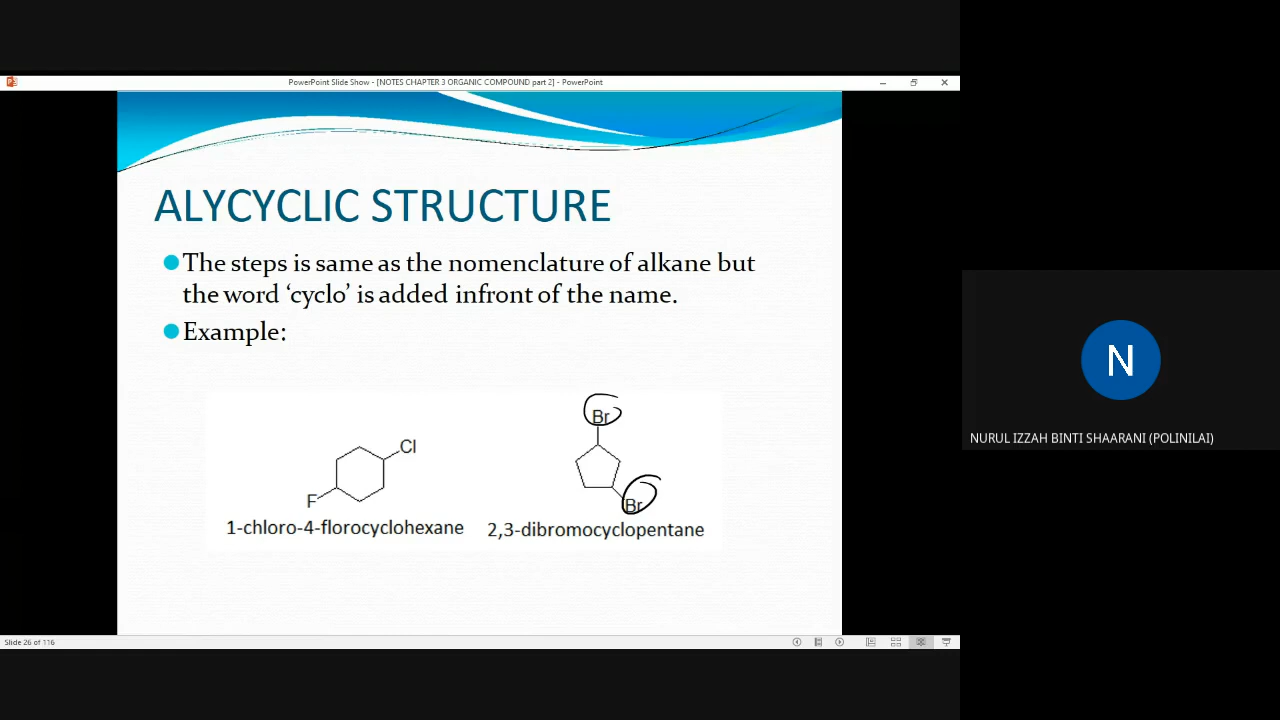 PowerPoint Slide Show - [NOTES CHAPTER 3 ORGANIC COMPOUND part 2] - PowerPoint
ALYCYCLIC STRUCTURE
The steps is same as the nomenclature of alkane but
the word ‘cyclo’ is added infront of the name.
Example:
Cl
F
1-chloro-4-florocyclohexane
Br
Br
2,3-dibromocyclopentane
N
NURUL IZZAH BINTI SHAARANI (POLINILAI)
Slide 26 of 116